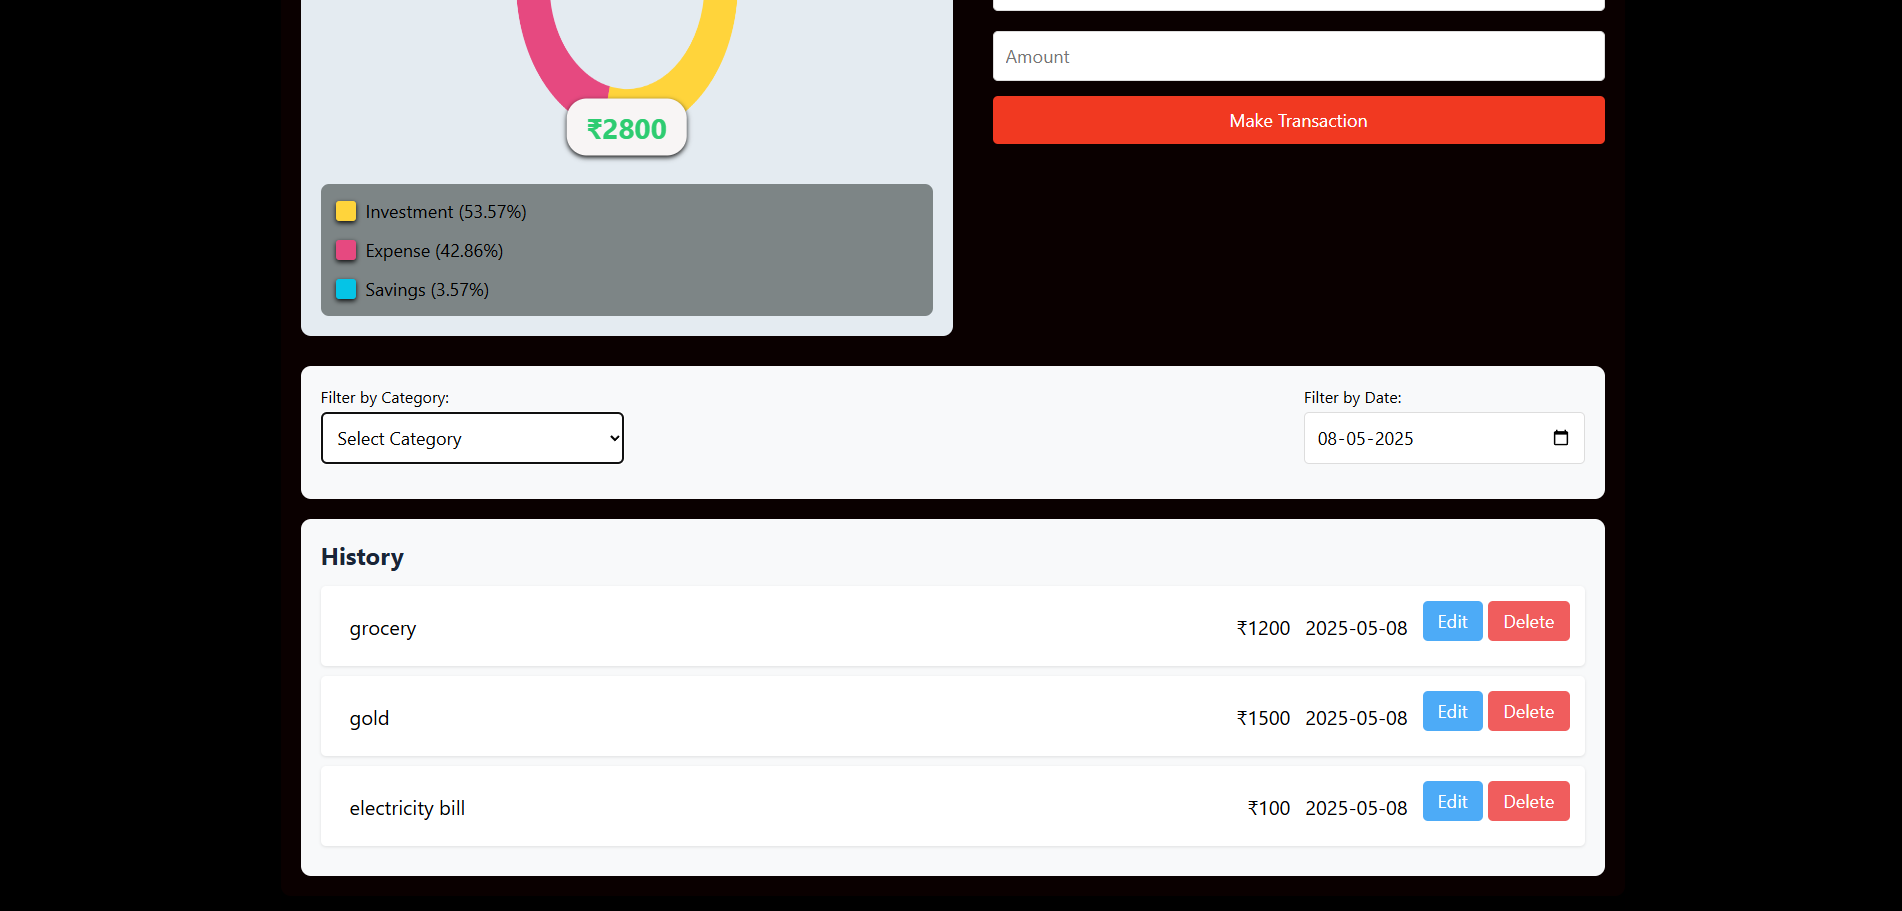 ₹2800
Investment (53.57%)
Expense (42.86%)
Savings (3.57%)
Amount
Make Transaction
Filter by Category:
Select Category
Filter by Date:
08-05-2025
History
grocery ₹1200 2025-05-08 Edit Delete
gold ₹1500 2025-05-08 Edit Delete
electricity bill ₹100 2025-05-08 Edit Delete